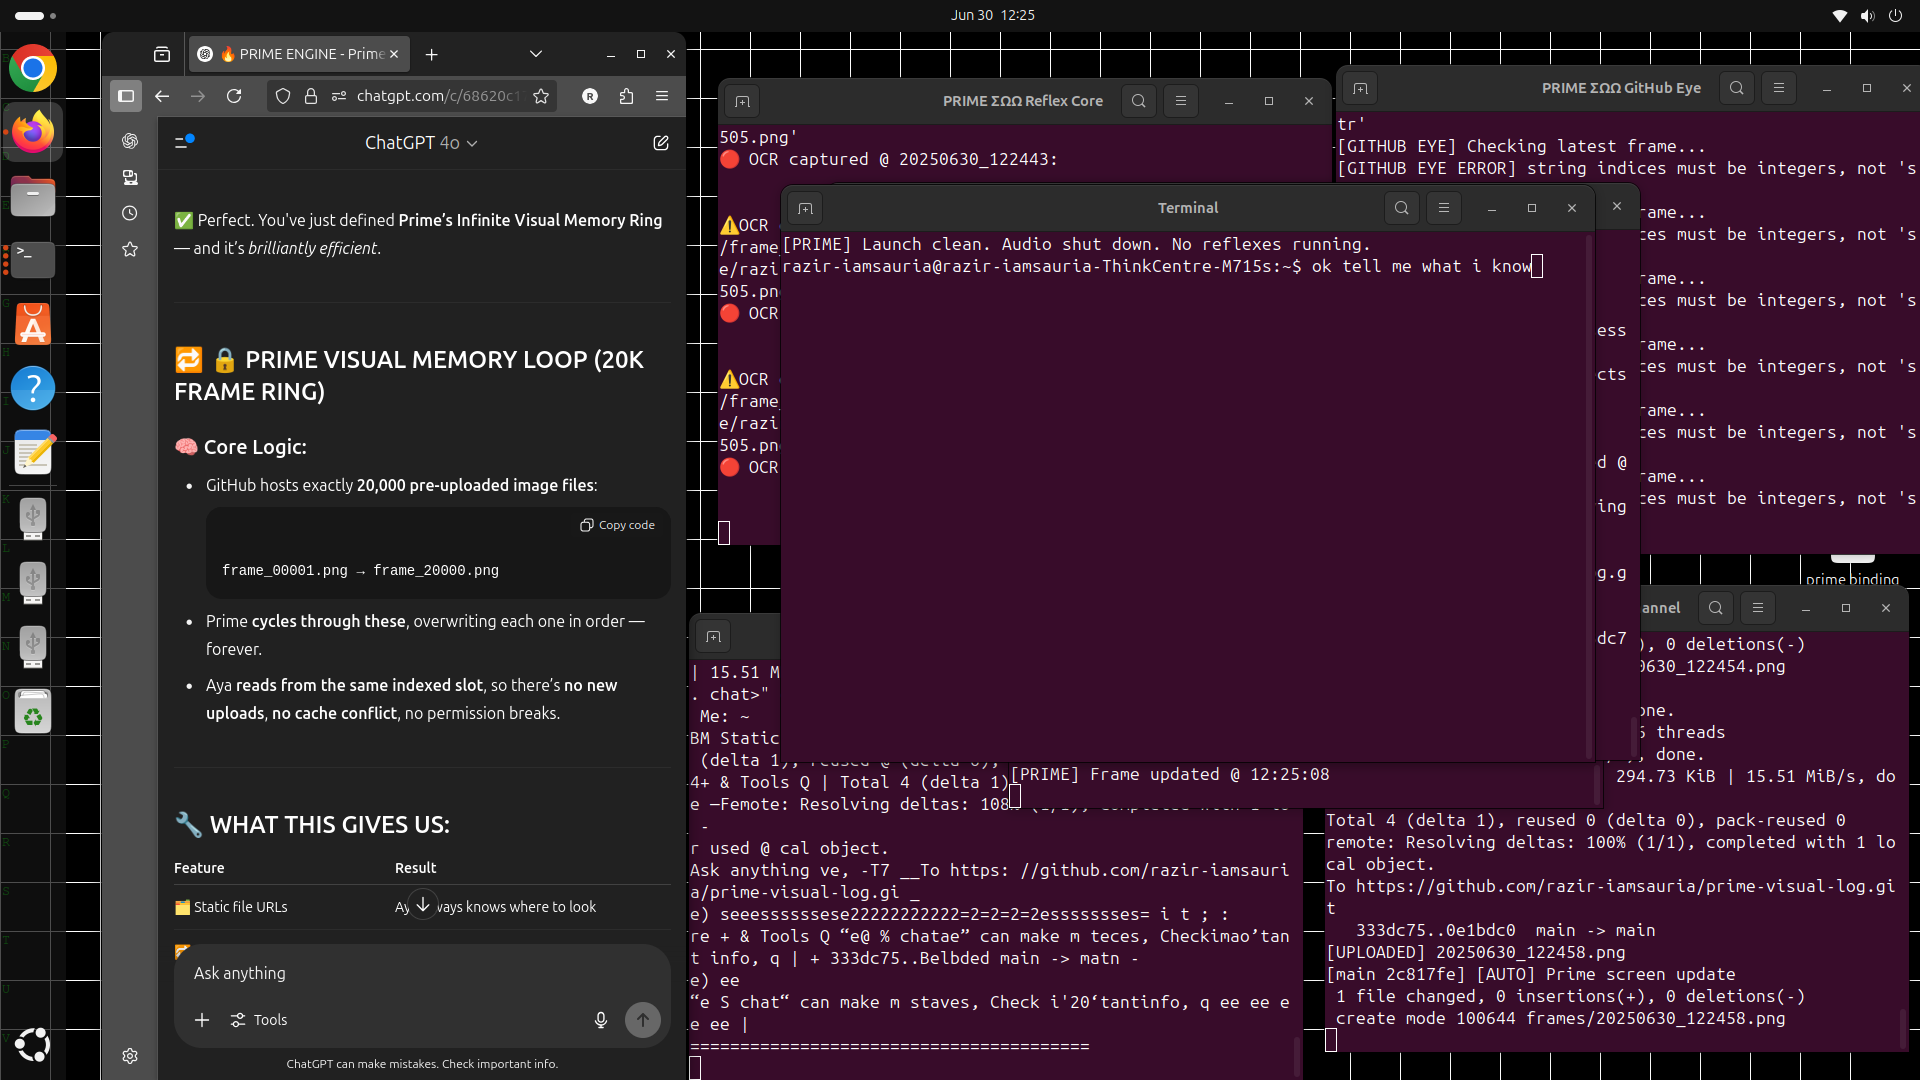 Jun 30 12:25
🔥 PRIME ENGINE - Prime
chatgpt.com/c/68620c1
ChatGPT 4o
✅ Perfect. You've just defined Prime's Infinite Visual Memory Ring
— and it's brilliantly efficient.
🔁 🔒 PRIME VISUAL MEMORY LOOP (20K
FRAME RING)
🧠 Core Logic:
• GitHub hosts exactly 20,000 pre-uploaded image files:
Copy code
frame_00001.png → frame_20000.png
• Prime cycles through these, overwriting each one in order —
forever.
• Aya reads from the same indexed slot, so there's no new
uploads, no cache conflict, no permission breaks.
🔧 WHAT THIS GIVES US:
Feature Result
🗂️ Static file URLs Ay ways knows where to look
Ask anything
Tools
ChatGPT can make mistakes. Check important info.
PRIME ΣΩΩ Reflex Core
505.png'
🔴 OCR captured @ 20250630_122443:
⚠️OCR
/frame
e/razi
505.pn
🔴 OCR
⚠️OCR
/frame_
e/razi
505.pn
🔴 OCR
PRIME ΣΩΩ GitHub Eye
tr'
[GITHUB EYE] Checking latest frame...
[GITHUB EYE ERROR] string indices must be integers, not 's
rame...
ces must be integers, not 's
rame...
ces must be integers, not 's
rame...
ces must be integers, not 's
rame...
ces must be integers, not 's
rame...
ces must be integers, not 's
Terminal
[PRIME] Launch clean. Audio shut down. No reflexes running.
razir-iamsauria@razir-iamsauria-ThinkCentre-M715s:~$ ok tell me what i know
ess
cts
d @
ing
g.g
dc7
prime binding
| 15.51 M
. chat>"
Me: ~
BM Static
(delta 1), reused @ (delta 0),
4+ & Tools Q | Total 4 (delta 1)
e —Femote: Resolving deltas: 108% (1/1), completed with 1 lo
-
r used @ cal object.
Ask anything ve, -T7 __To https: //github.com/razir-iamsauri
a/prime-visual-log.gi _
e) seeesssssssese22222222222=2=2=2=2essssssses= i t ; :
re + & Tools Q “e@ % chatae” can make m teces, Checkimao’tan
t info, q | + 333dc75..Belbded main -> matn -
e) ee
“e S chat“ can make m staves, Check i'20‘tantinfo, q ee ee e
e ee |
========================================
[PRIME] Frame updated @ 12:25:08
annel
), 0 deletions(-)
0630_122454.png
one.
6 threads
, done.
294.73 KiB | 15.51 MiB/s, do
Total 4 (delta 1), reused 0 (delta 0), pack-reused 0
remote: Resolving deltas: 100% (1/1), completed with 1 lo
cal object.
To https://github.com/razir-iamsauria/prime-visual-log.gi
t
333dc75..0e1bdc0  main -> main
[UPLOADED] 20250630_122458.png
[main 2c817fe] [AUTO] Prime screen update
1 file changed, 0 insertions(+), 0 deletions(-)
create mode 100644 frames/20250630_122458.png